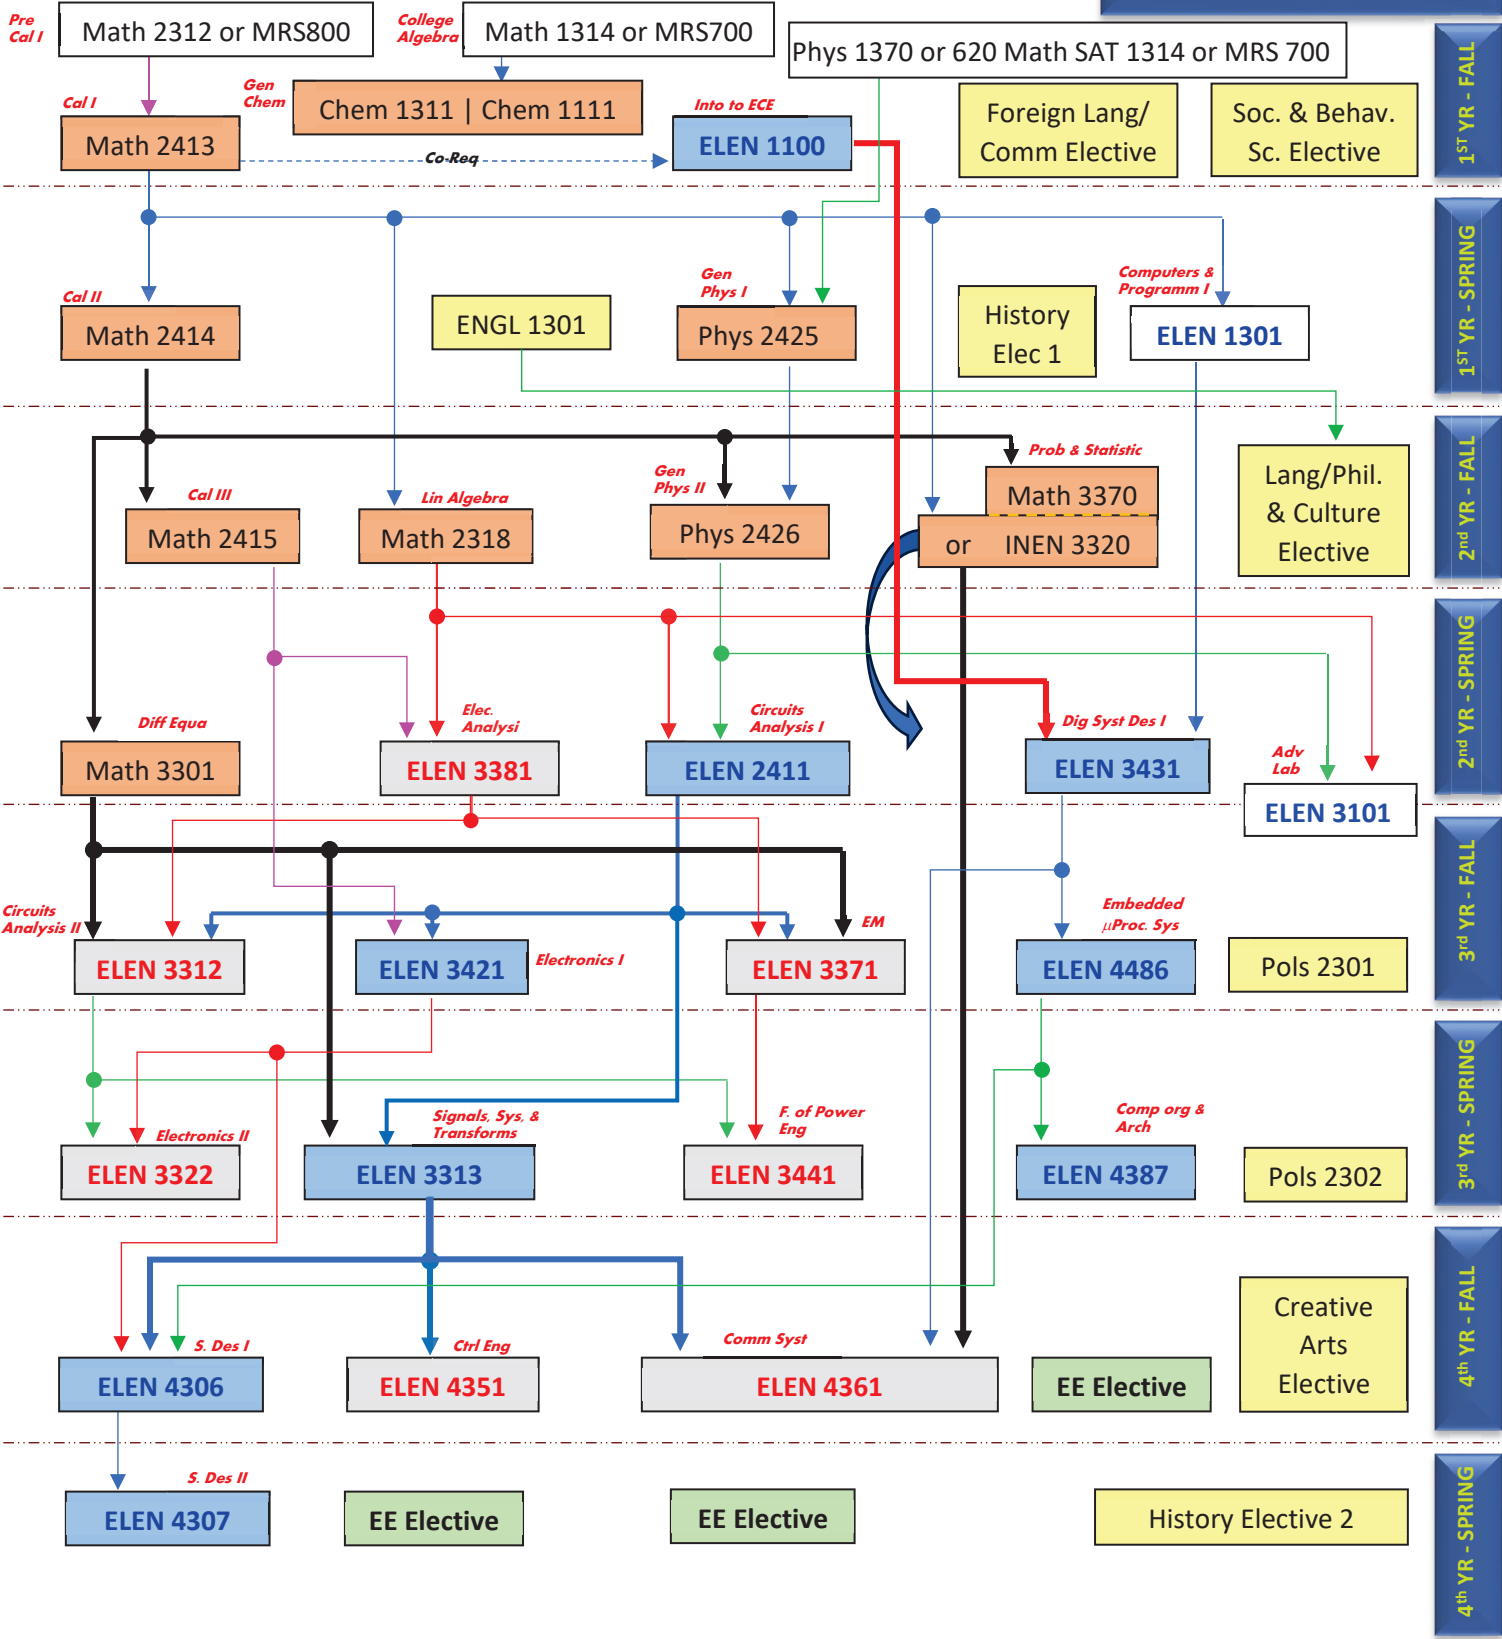 Pre
Cal I
Math 2312 or MRS800
College
Algebra
Math 1314 or MRS700
Phys 1370 or 620 Math SAT 1314 or MRS 700
1ST YR - FALL
Gen
Chem
Chem 1311 | Chem 1111
Cal I
Math 2413
Co-Req
Into to ECE
ELEN 1100
Foreign Lang/
Comm Elective
Soc. & Behav.
Sc. Elective
1ST YR - SPRING
Cal II
Math 2414
ENGL 1301
Gen
Phys I
Phys 2425
History
Elec 1
Computers &
Programm I
ELEN 1301
2nd YR - FALL
Cal III
Math 2415
Lin Algebra
Math 2318
Gen
Phys II
Phys 2426
Prob & Statistic
Math 3370
or INEN 3320
Lang/Phil.
& Culture
Elective
2nd YR - SPRING
Diff Equa
Math 3301
Elec.
Analysi
ELEN 3381
Circuits
Analysis I
ELEN 2411
Dig Syst Des I
ELEN 3431
Adv
Lab
ELEN 3101
3rd YR - FALL
Circuits
Analysis II
ELEN 3312
ELEN 3421
Electronics I
EM
ELEN 3371
Embedded
μProc. Sys
ELEN 4486
Pols 2301
3rd YR - SPRING
Electronics II
ELEN 3322
Signals, Sys, &
Transforms
ELEN 3313
F. of Power
Eng
ELEN 3441
Comp org &
Arch
ELEN 4387
Pols 2302
4th YR - FALL
S. Des I
ELEN 4306
Ctrl Eng
ELEN 4351
Comm Syst
ELEN 4361
EE Elective
Creative
Arts
Elective
4th YR - SPRING
S. Des II
ELEN 4307
EE Elective
EE Elective
History Elective 2